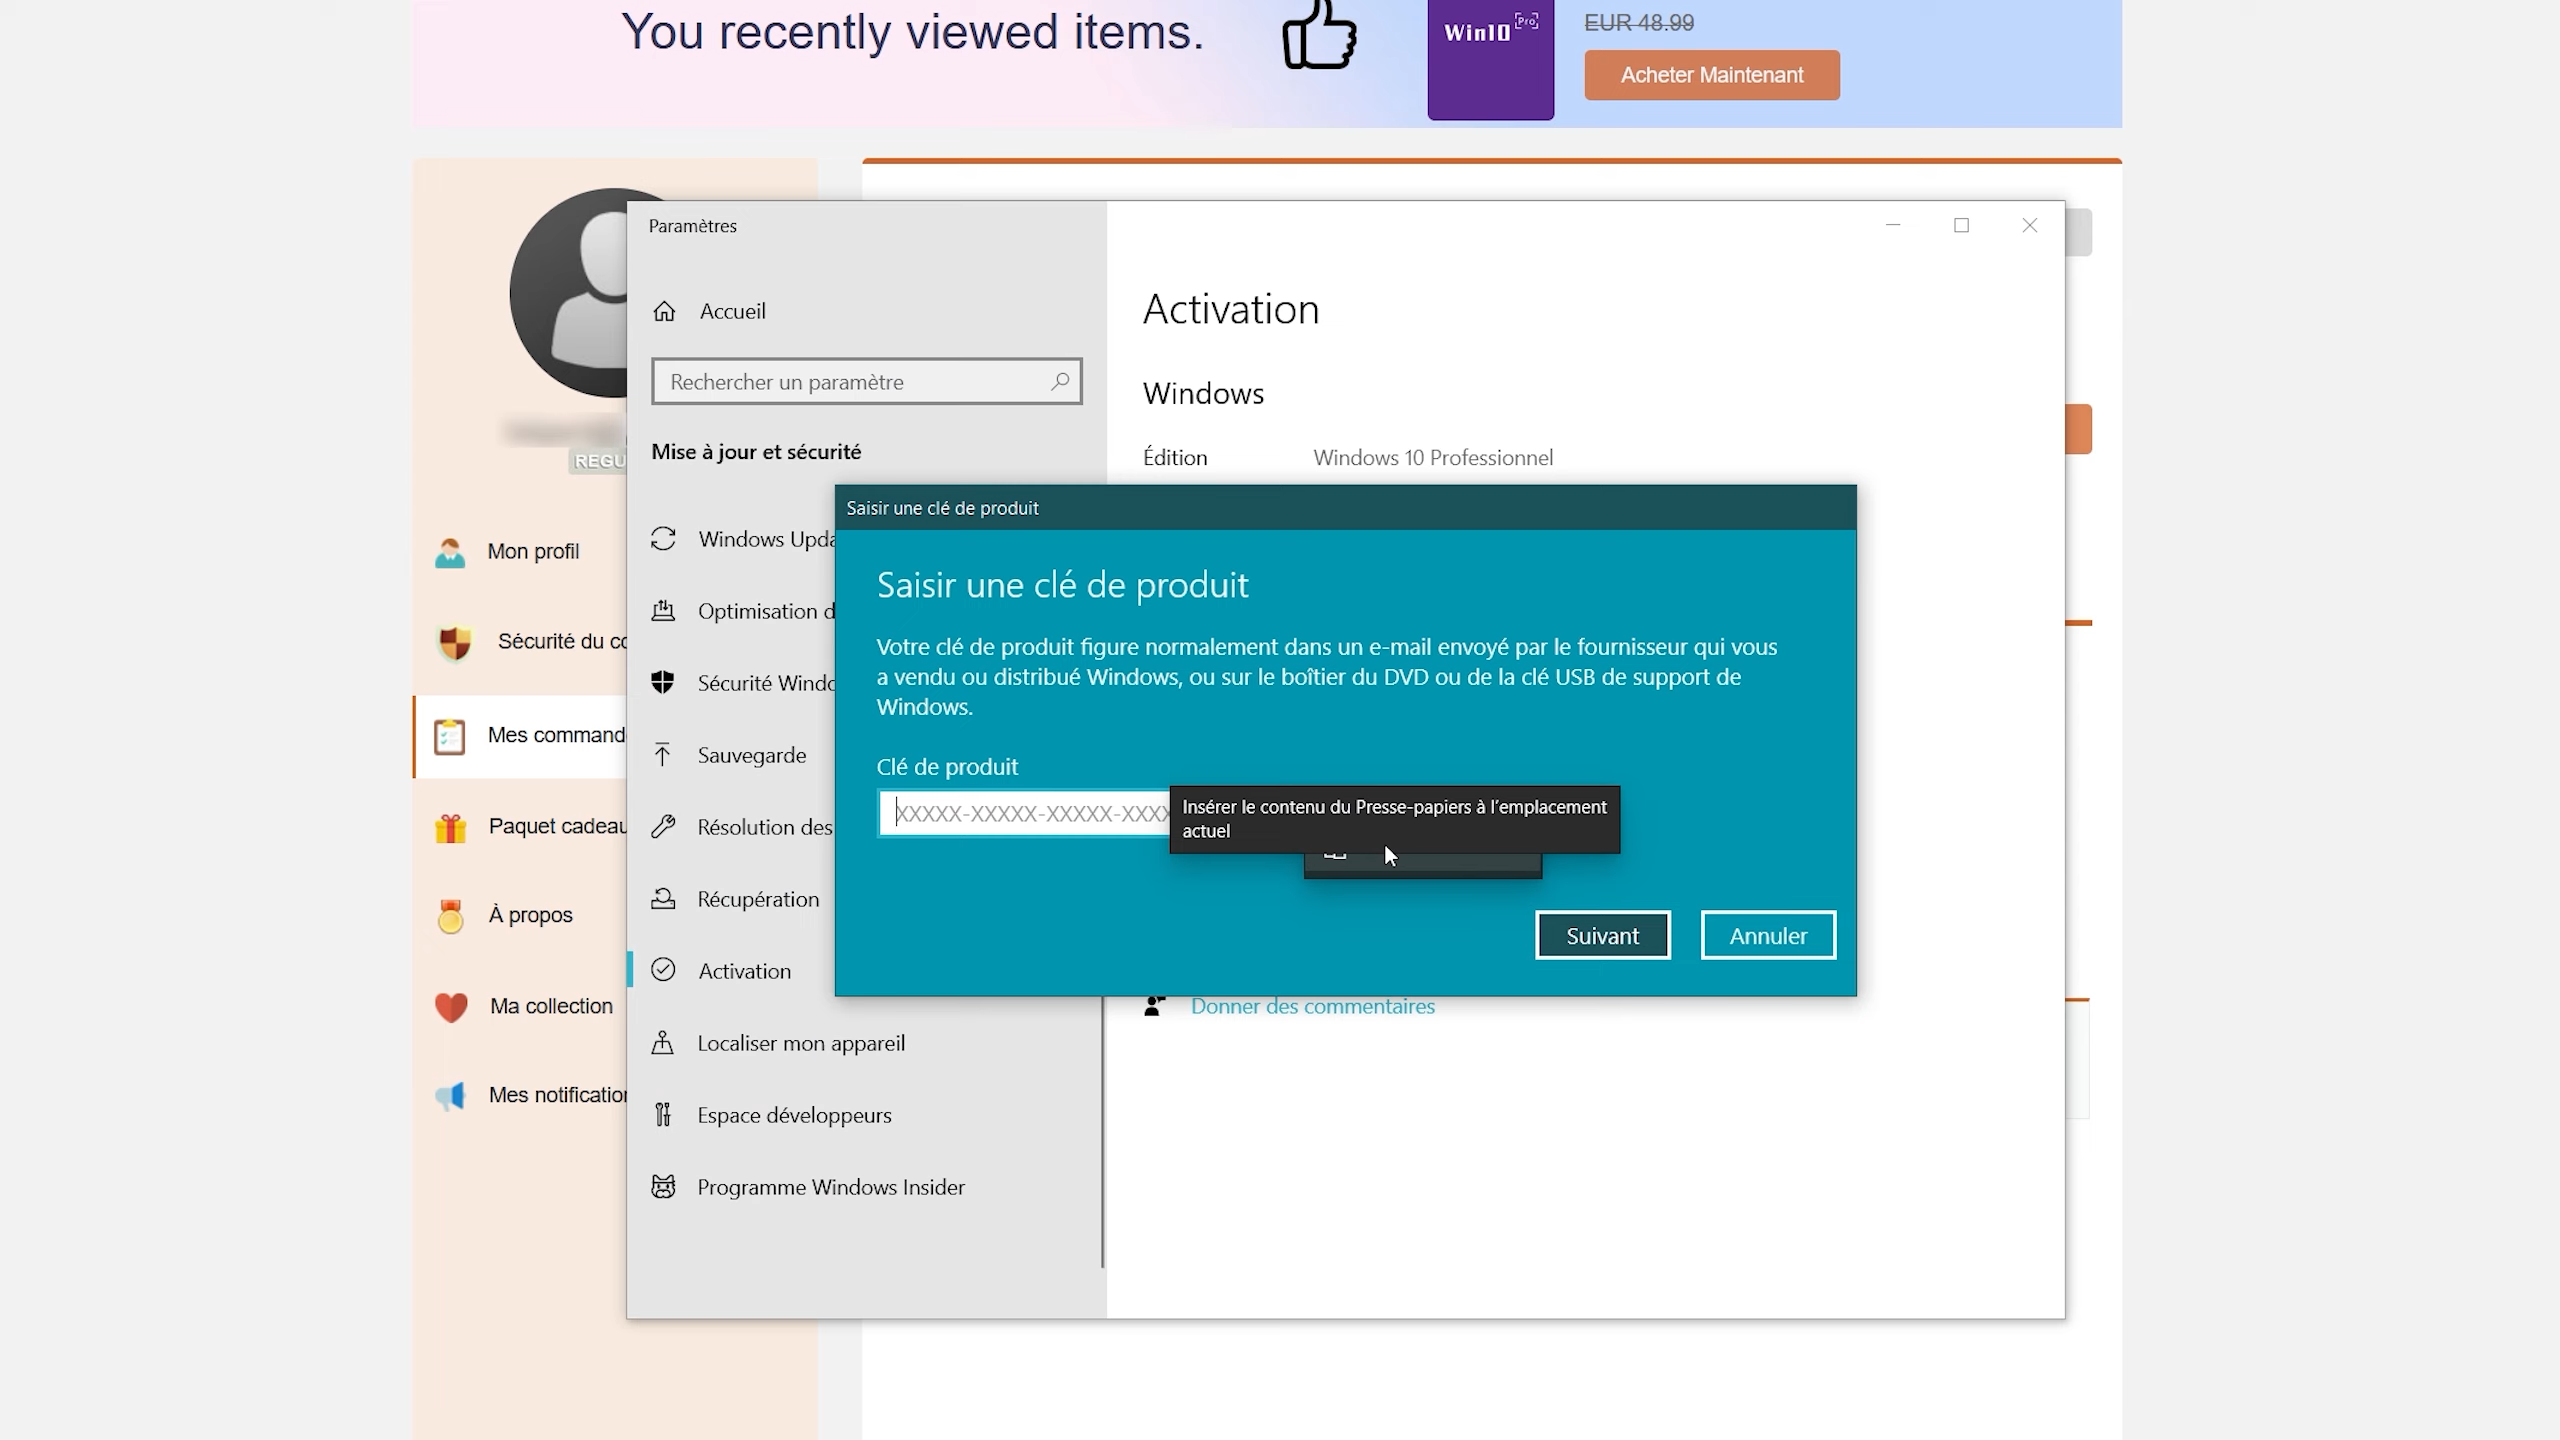 You recently viewed items.
Win10 Pro
EUR 48.99
Acheter Maintenant
REGU
Mon profil
Sécurité du co
Mes command
Paquet cadeau
À propos
Ma collection
Mes notification
Paramètres
Accueil
Rechercher un paramètre
Mise à jour et sécurité
Windows Upda
Optimisation d
Sécurité Windo
Sauvegarde
Résolution des
Récupération
Activation
Localiser mon appareil
Espace développeurs
Programme Windows Insider
Activation
Windows
Édition Windows 10 Professionnel
Saisir une clé de produit
Saisir une clé de produit
Votre clé de produit figure normalement dans un e-mail envoyé par le fournisseur qui vous
a vendu ou distribué Windows, ou sur le boîtier du DVD ou de la clé USB de support de
Windows.
Clé de produit
XXXXX-XXXXX-XXXXX-XXXX
Insérer le contenu du Presse-papiers à l'emplacement
actuel
Suivant Annuler
Donner des commentaires